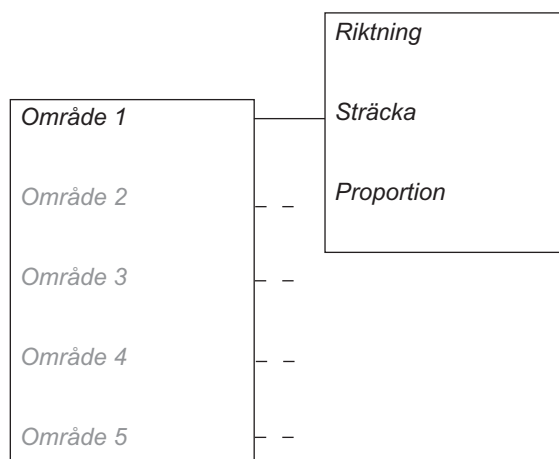 Riktning
Sträcka
Proportion
Område 1
Område 2
Område 3
Område 4
Område 5